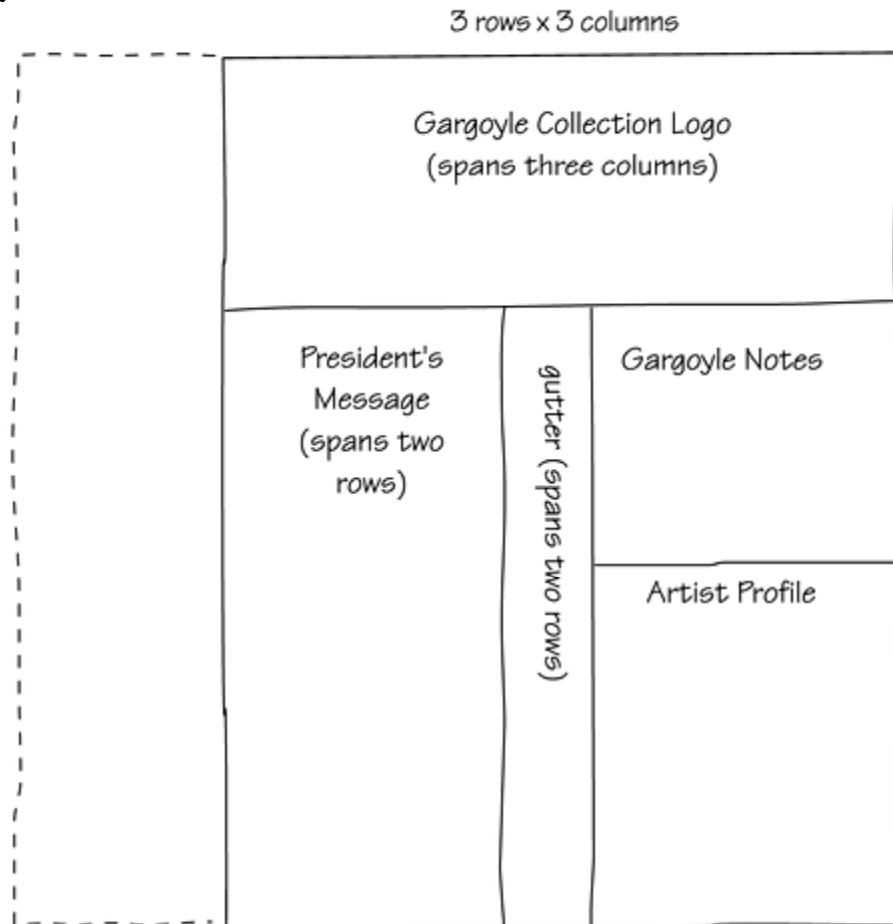 3 rows x 3 columns
Gargoyle Collection Logo
(spans three columns)
President's
Message
(spans two
rows)
gutter (spans two rows)
Gargoyle Notes
Artist Profile